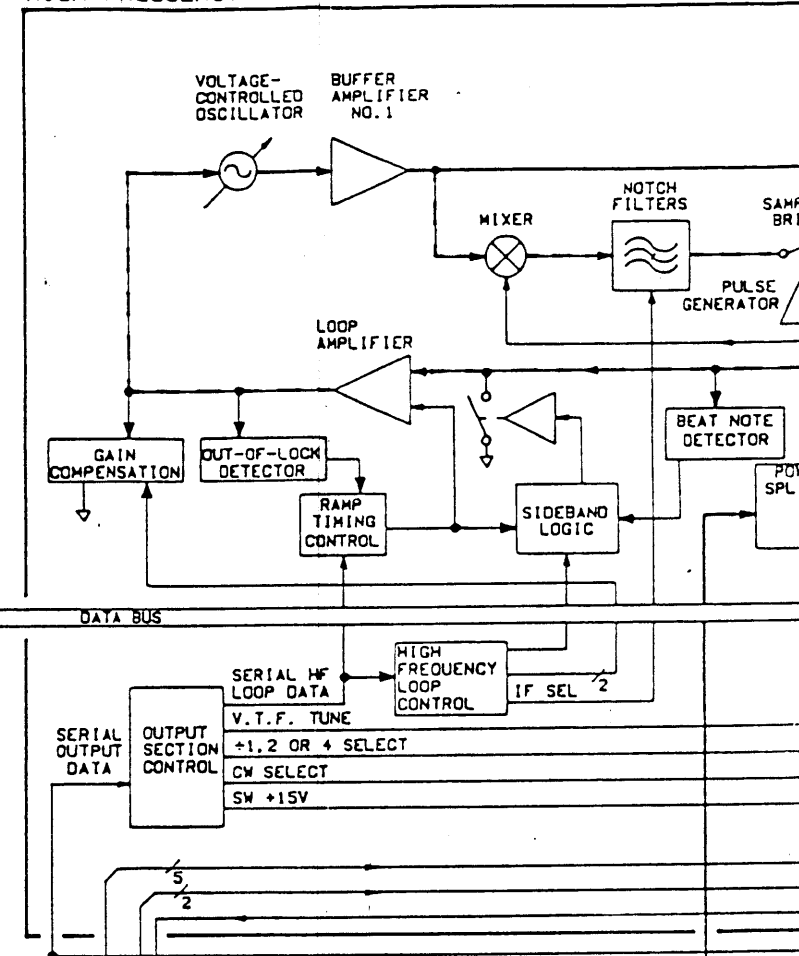 VOLTAGE-
CONTROLLED
OSCILLATOR
BUFFER
AMPLIFIER
NO.1
NOTCH
FILTERS
MIXER
PULSE
GENERATOR
LOOP
AMPLIFIER
BEAT NOTE
DETECTOR
GAIN
COMPENSATION
OUT-OF-LOCK
DETECTOR
RAMP
TIMING
CONTROL
SIDEBAND
LOGIC
SPL
DATA BUS
HIGH
FREQUENCY
LOOP
CONTROL
SERIAL HF
LOOP DATA
IF SEL
2
V.T.F. TUNE
SERIAL
OUTPUT
DATA
OUTPUT
SECTION
CONTROL
÷1,2 OR 4 SELECT
CW SELECT
SW +15V
5
2